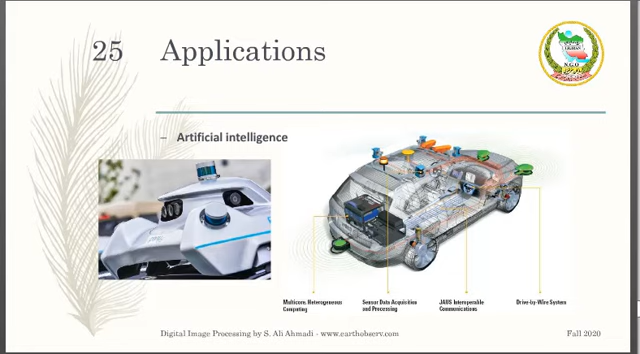 25 Applications
N.G.O
– Artificial intelligence
Multicore, Heterogeneous
Computing
Sensor Data Acquisition
and Processing
JAUS Interoperable
Communications
Drive-by-Wire System
Digital Image Processing by S. Ali Ahmadi - www.earthobserv.com
Fall 2020